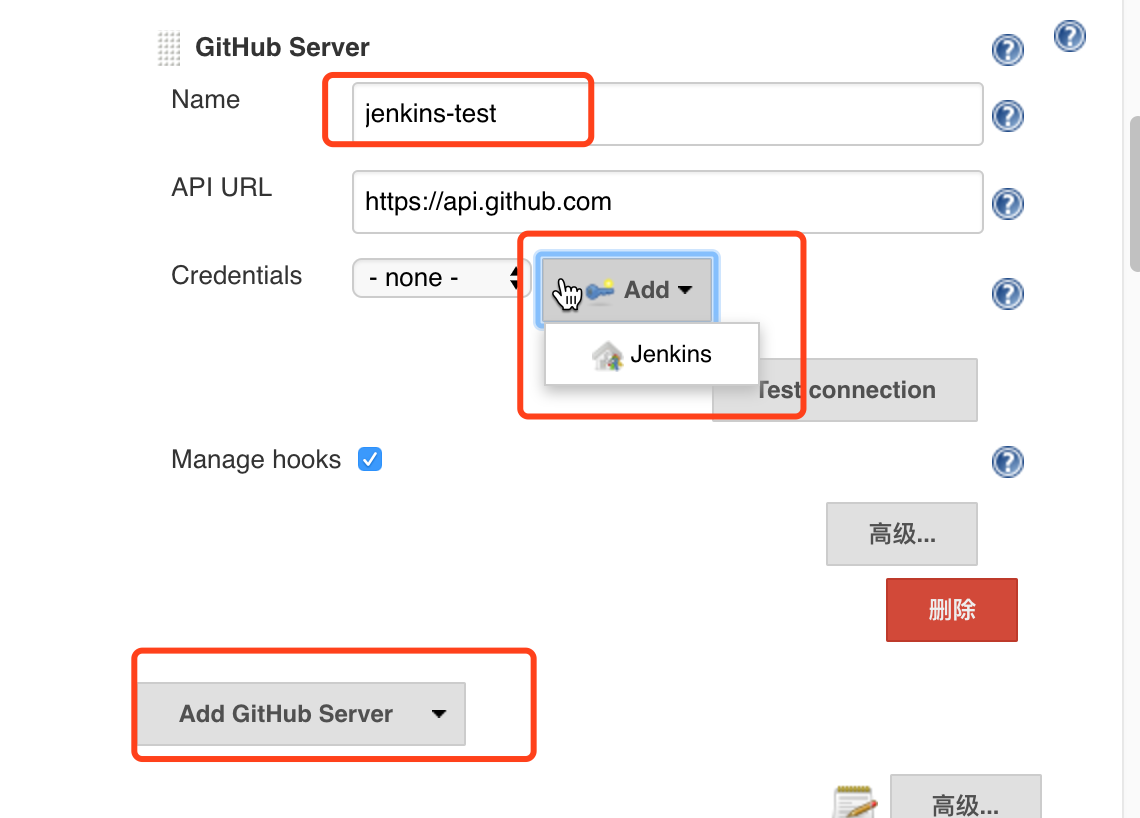 GitHub Server
Name
jenkins-test
API URL
https://api.github.com
Credentials
- none -
Add
Jenkins
Test connection
Manage hooks
高级...
删除
Add GitHub Server
高级...